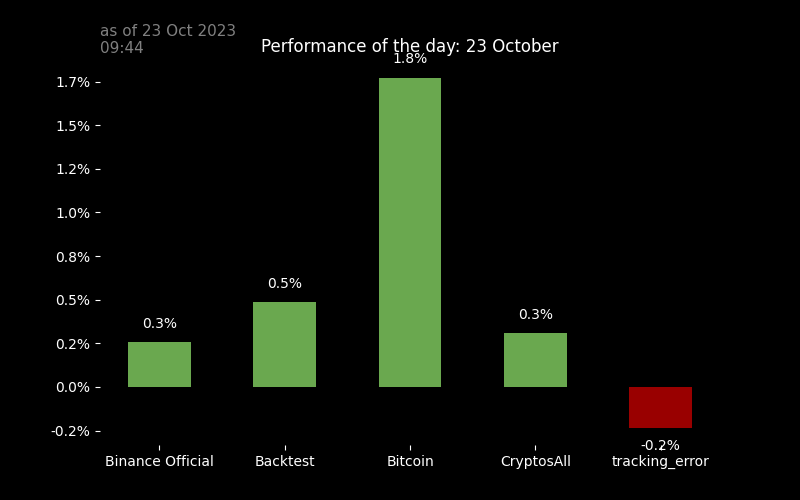 as of 23 Oct 2023
09:44
Performance of the day: 23 October
1.8%
1.7%
1.5%
1.2%
1.0%
0.8%
0.5%
0.2%
0.0%
-0.2%
0.3%
0.5%
0.3%
-0.2%
Binance Official
Backtest
Bitcoin
CryptosAll
tracking_error